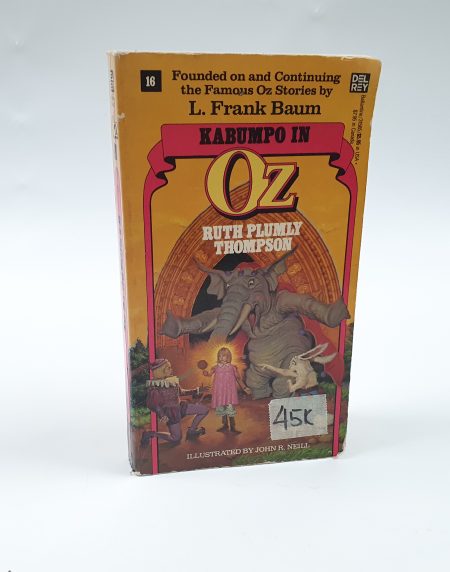 16
Founded on and Continuing
the Famous Oz Stories by
L. Frank Baum
DEL
REY
KABUMPO IN
OZ
RUTH PLUMLY
THOMPSON
45K
ILLUSTRATED BY JOHN R. NEILL